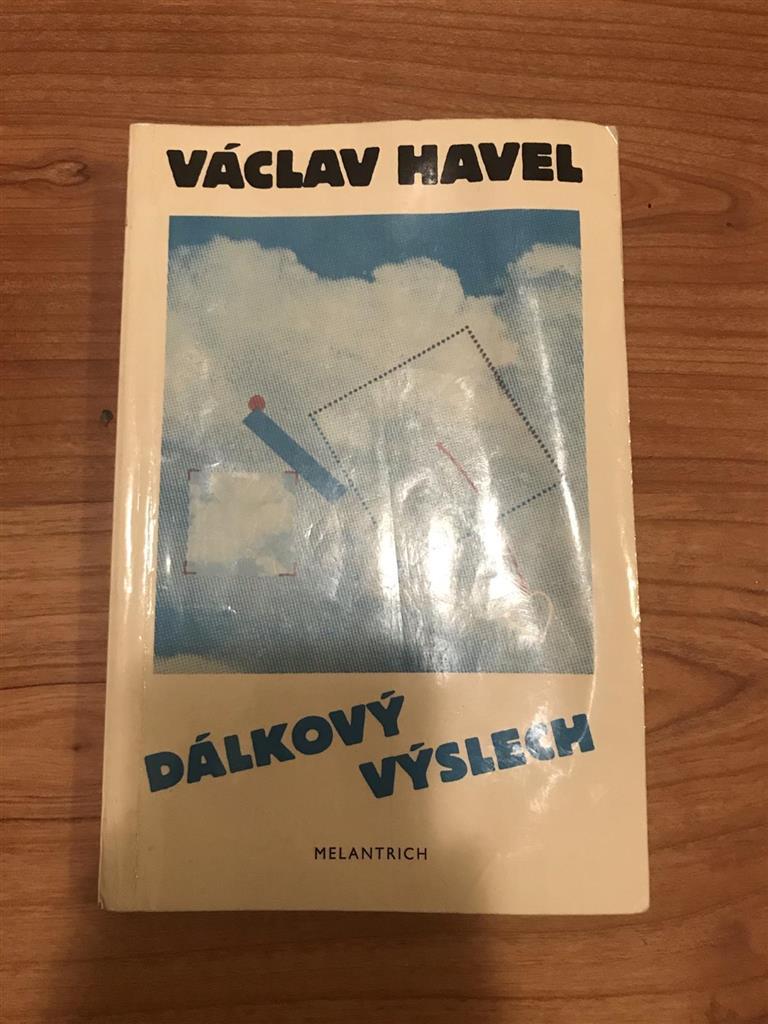 VÁCLAV HAVEL
DÁLKOVÝ
VÝSLECH
MELANTRICH